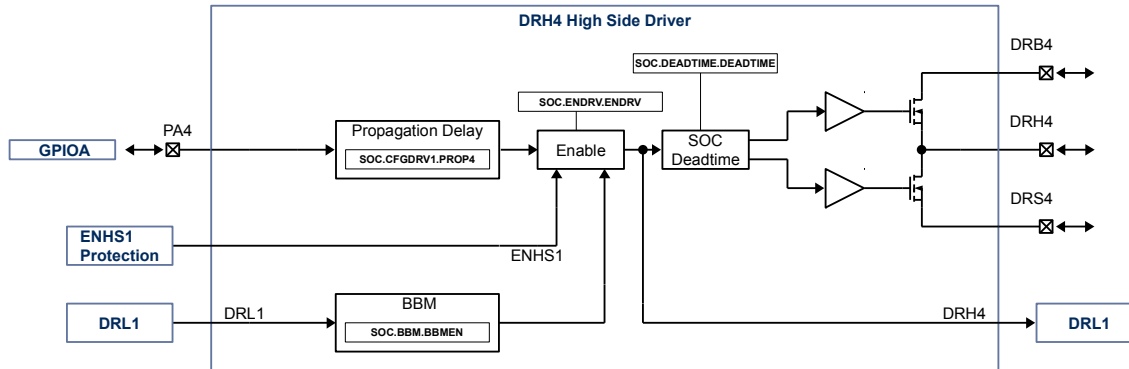 DRH4 High Side Driver
DRB4
SOC.DEADTIME.DEADTIME
SOC.ENDRV.ENDRV
PA4
Propagation Delay
DRH4
GPIOA
SOC.CFGDRV1.PROP4
Enable
SOC
Deadtime
DRS4
ENHS1
Protection
ENHS1
BBM
DRL1
DRL1
DRH4
DRL1
SOC.BBM.BBMEN